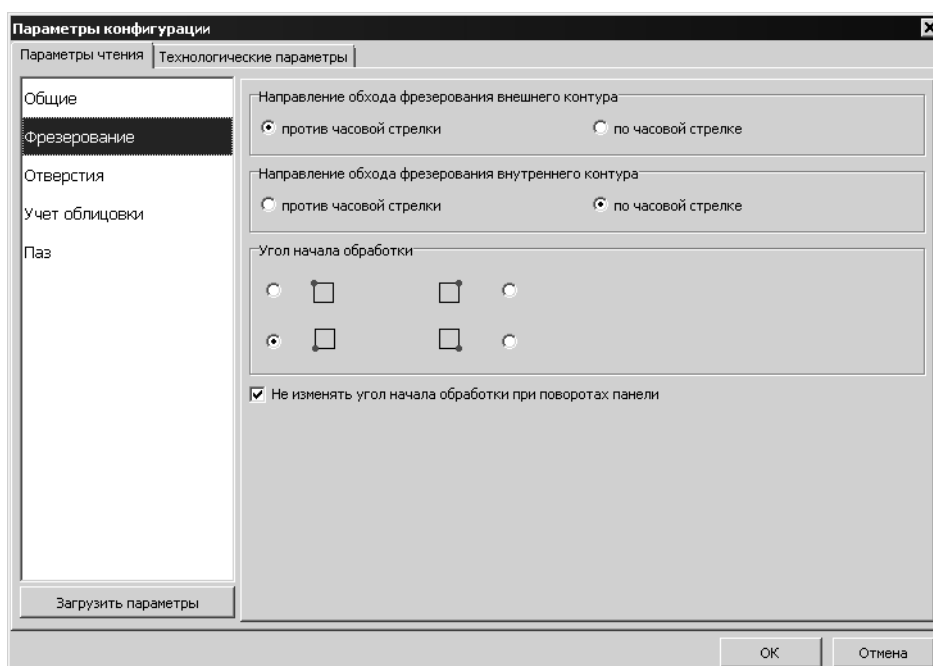 Параметры конфигурации
Параметры чтения
Технологические параметры
Общие
Фрезерование
Отверстия
Учет облицовки
Паз
Загрузить параметры
Направление обхода фрезерования внешнего контура
против часовой стрелки
по часовой стрелке
Направление обхода фрезерования внутреннего контура
против часовой стрелки
по часовой стрелке
Угол начала обработки
Не изменять угол начала обработки при поворотах панели
OK
Отмена